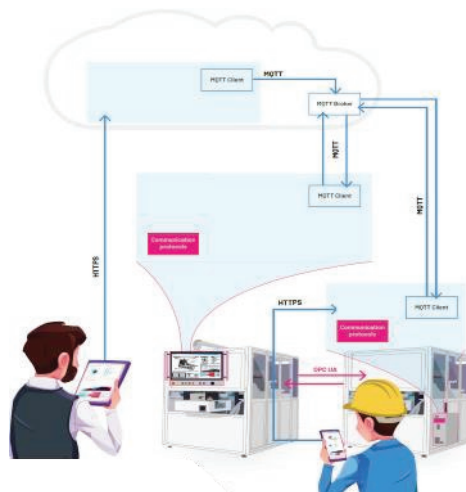 MQTT Client
MQTT
MQTT Broker
MQTT
MQTT Client
MQTT
Communication
protocols
HTTPS
HTTPS
MQTT Client
Communication
protocols
OPC UA